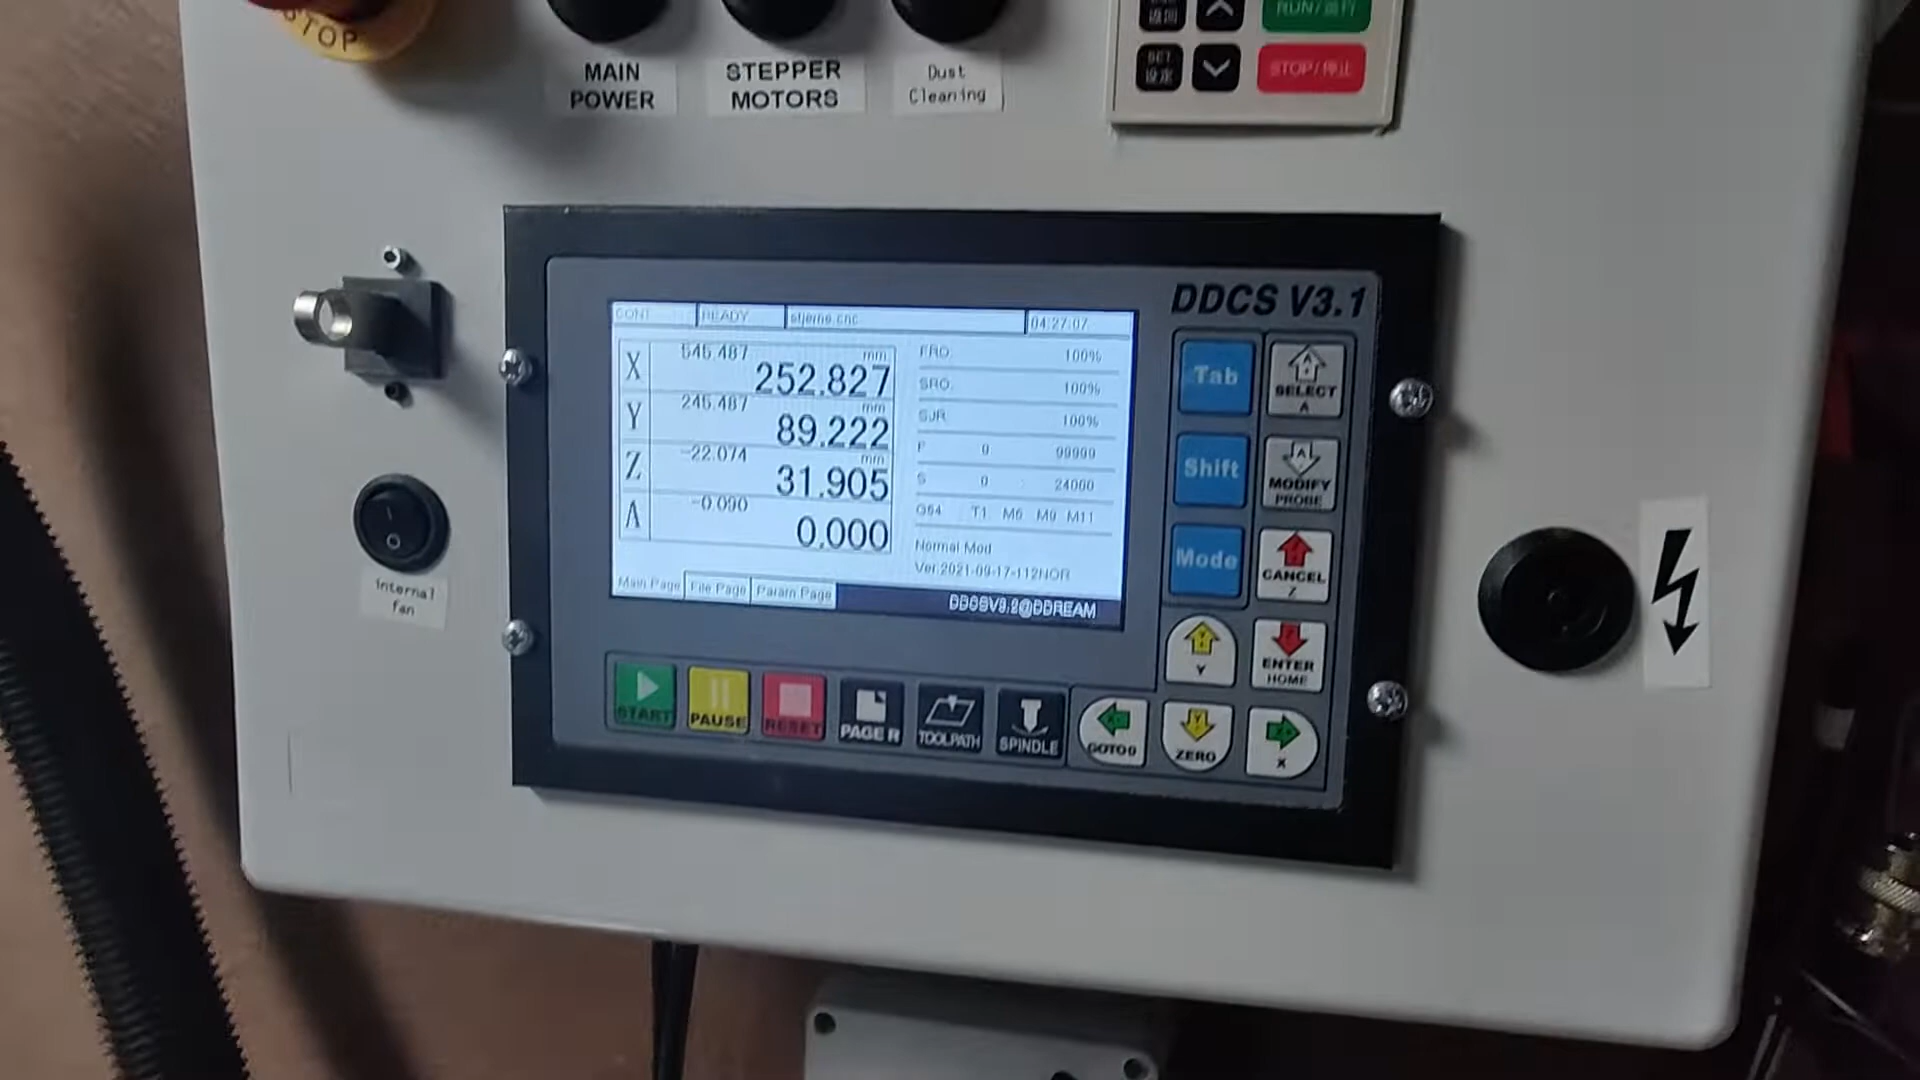 STOP
MAIN
POWER
STEPPER
MOTORS
Dust
Cleaning
RUN/运行
SET
设定
STOP/停止
DDCS V3.1
CONT READY stjerne.cnc 04:27:07
X 545.487 mm
252.827
Y 245.487 mm
89.222
Z -22.074 mm
31.905
A -0.090
0.000
FRO. 100%
SRO. 100%
SJR. 100%
F 0 99999
S 0 24000
G54 T1 M6 M9 M11
Normal Mod
Ver:2021-09-17-112NOR
Main Page File Page Param Page
Tab
SELECT
A
Shift
MODIFY
PROBE
Mode
CANCEL
Z
Y
ENTER
HOME
START
PAUSE
RESET
PAGE R
TOOLPATH
SPINDLE
GOTO0
ZERO
X
Internal
fan